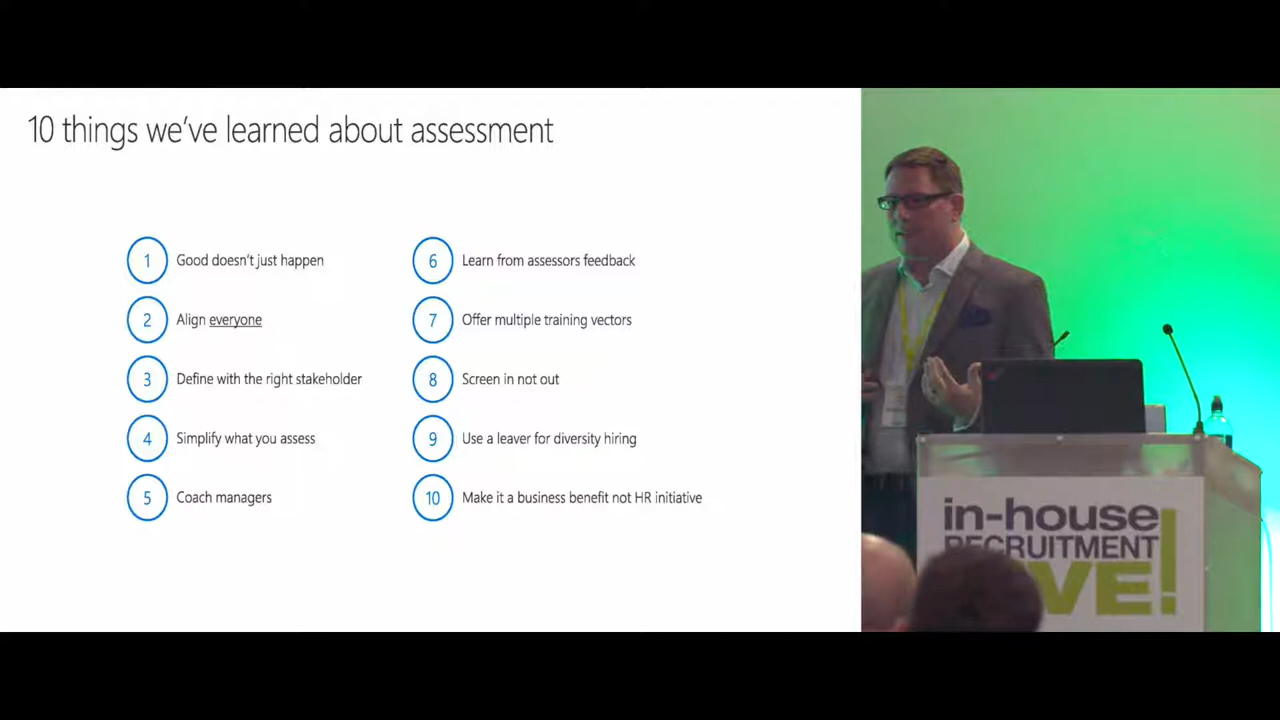 10 things we've learned about assessment
1 Good doesn't just happen
2 Align everyone
3 Define with the right stakeholder
4 Simplify what you assess
5 Coach managers
6 Learn from assessors feedback
7 Offer multiple training vectors
8 Screen in not out
9 Use a leaver for diversity hiring
10 Make it a business benefit not HR initiative
in-house
RECRUITMENT
VE!